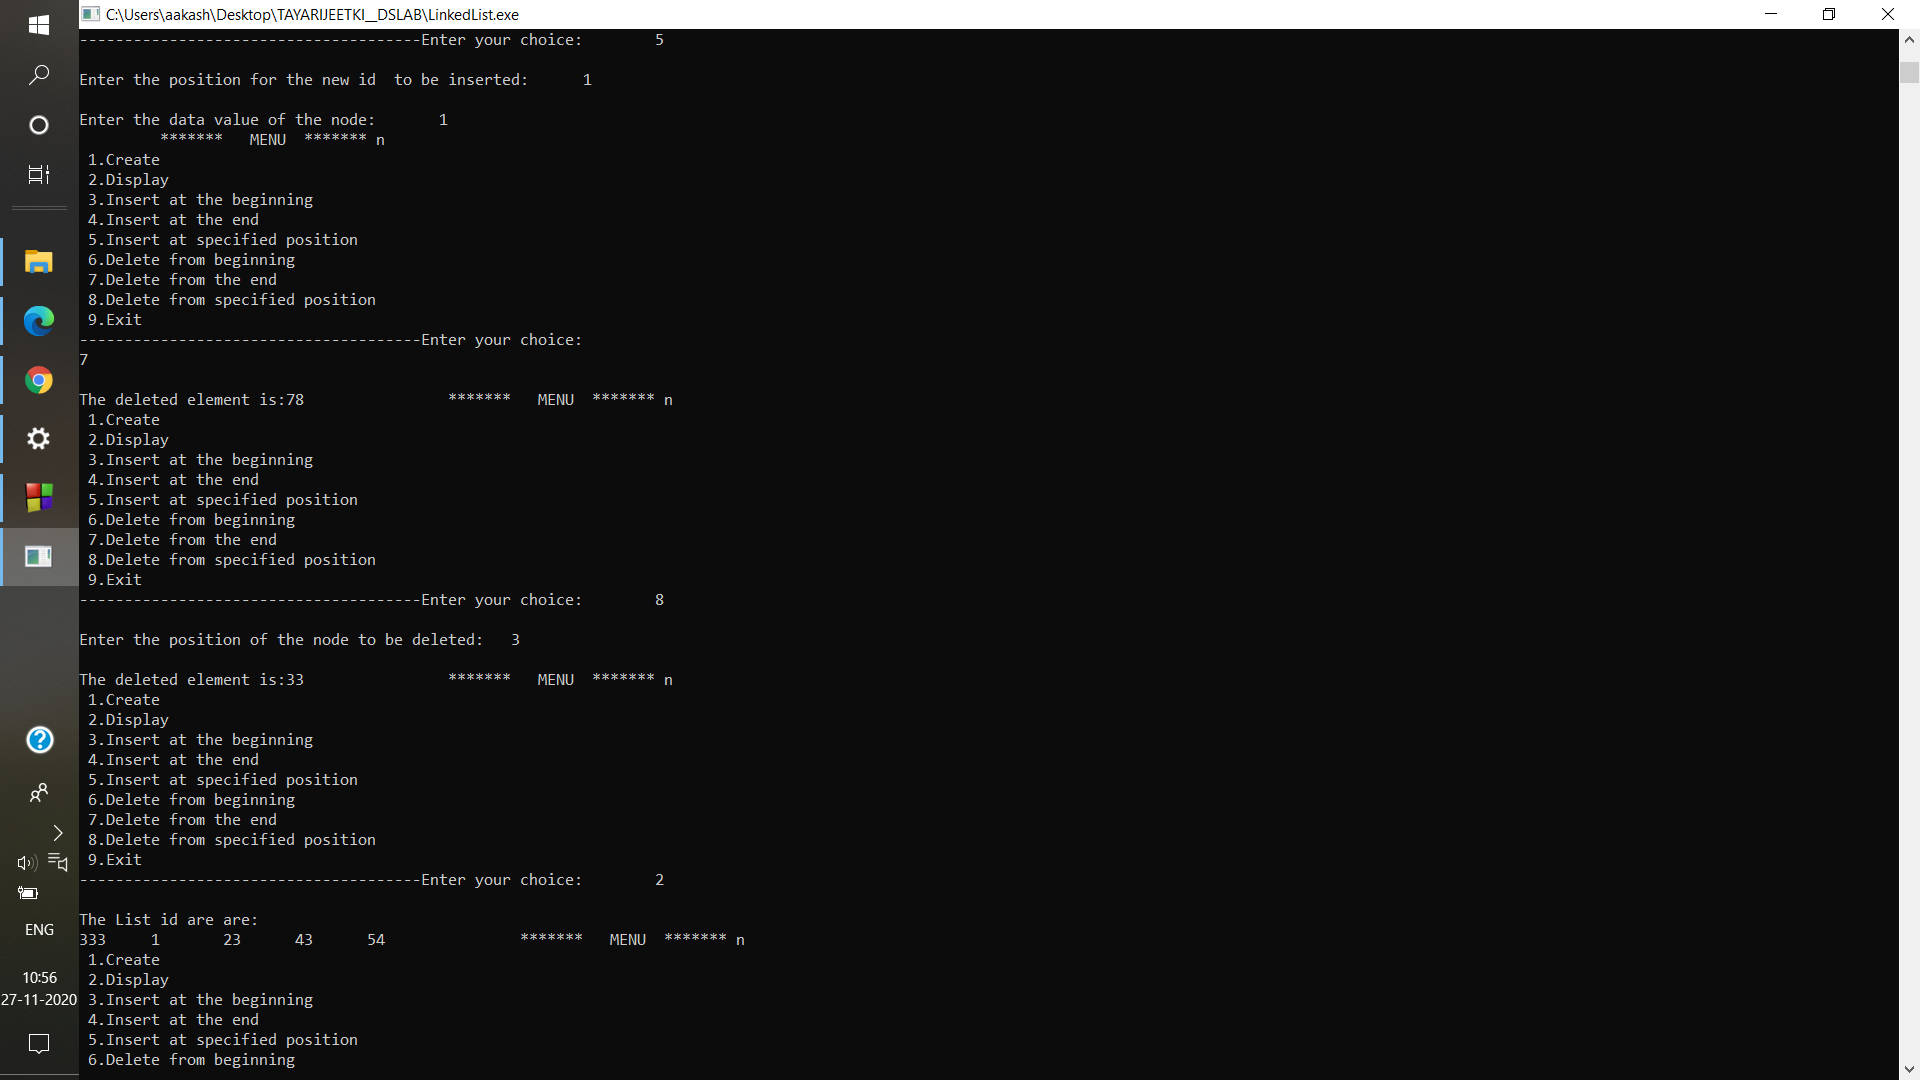 C:\Users\aakash\Desktop\TAYARIJEETKI__DSLAB\LinkedList.exe
--------------------------------------Enter your choice: 5
Enter the position for the new id  to be inserted: 1
Enter the data value of the node: 1
******* MENU ******* n
1.Create
2.Display
3.Insert at the beginning
4.Insert at the end
5.Insert at specified position
6.Delete from beginning
7.Delete from the end
8.Delete from specified position
9.Exit
--------------------------------------Enter your choice:
7
The deleted element is:78 ******* MENU ******* n
1.Create
2.Display
3.Insert at the beginning
4.Insert at the end
5.Insert at specified position
6.Delete from beginning
7.Delete from the end
8.Delete from specified position
9.Exit
--------------------------------------Enter your choice: 8
Enter the position of the node to be deleted: 3
The deleted element is:33 ******* MENU ******* n
1.Create
2.Display
3.Insert at the beginning
4.Insert at the end
5.Insert at specified position
6.Delete from beginning
7.Delete from the end
8.Delete from specified position
9.Exit
--------------------------------------Enter your choice: 2
The List id are are:
333 1 23 43 54 ******* MENU ******* n
1.Create
2.Display
3.Insert at the beginning
4.Insert at the end
5.Insert at specified position
6.Delete from beginning
ENG
10:56
27-11-2020